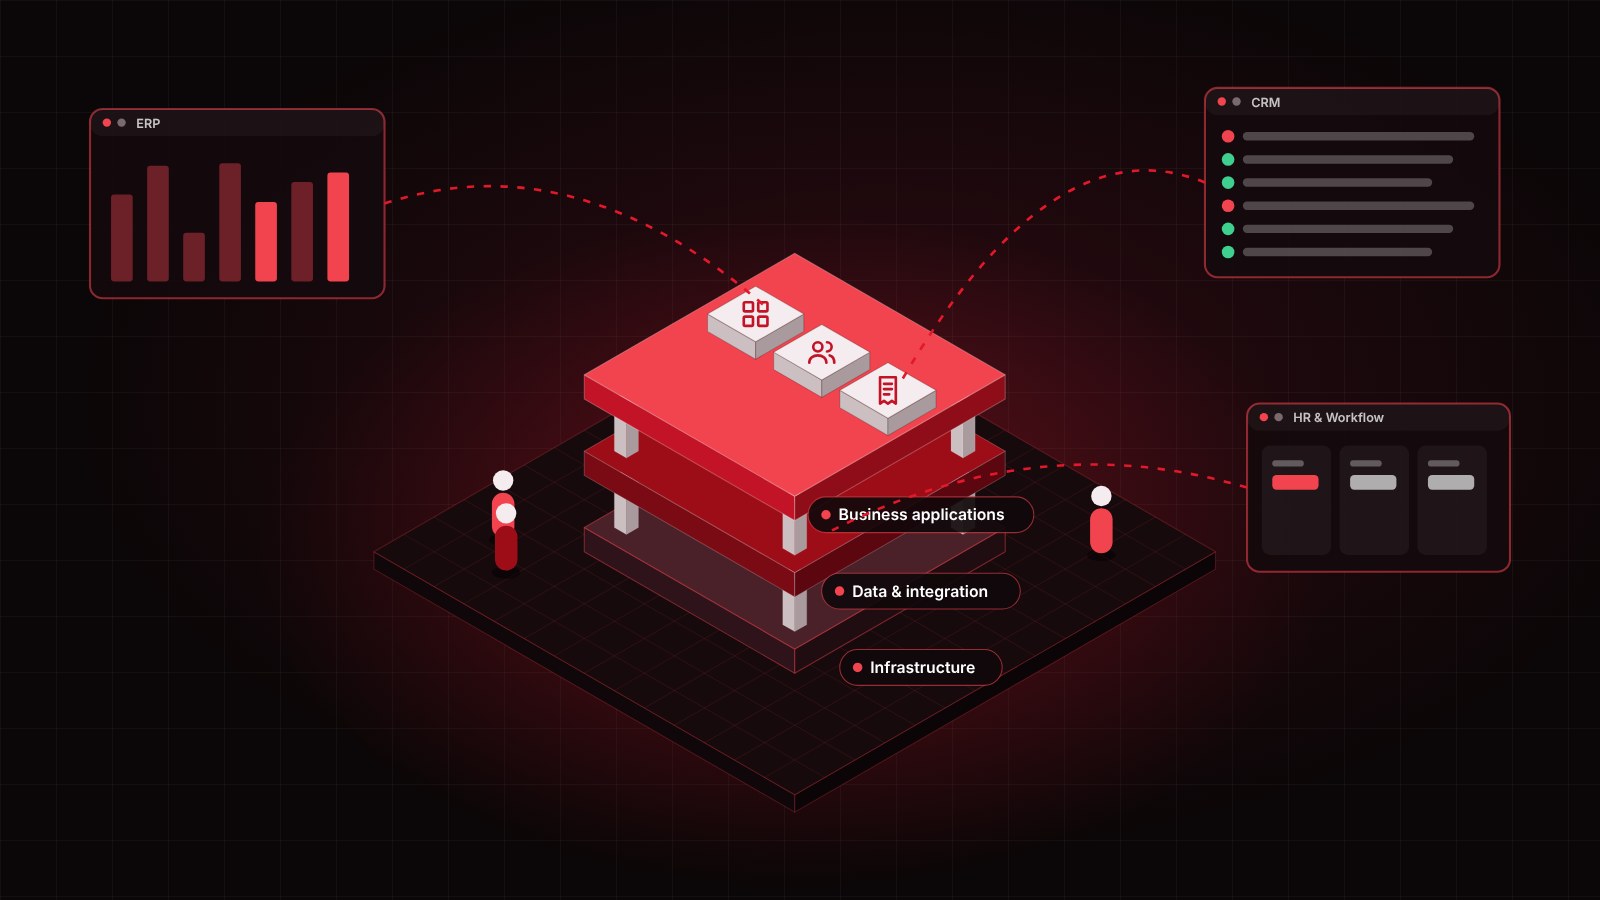 ERP
CRM
HR & Workflow
Business applications
Data & integration
Infrastructure